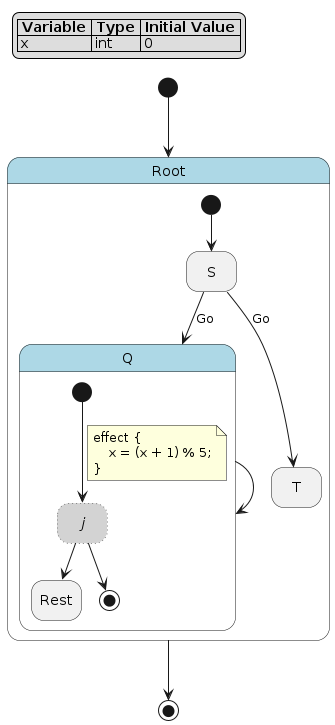 Variable Type Initial Value
x int 0
Root
S
Go Go
Q
effect {
    x = (x + 1) % 5;
}
T
j
Rest